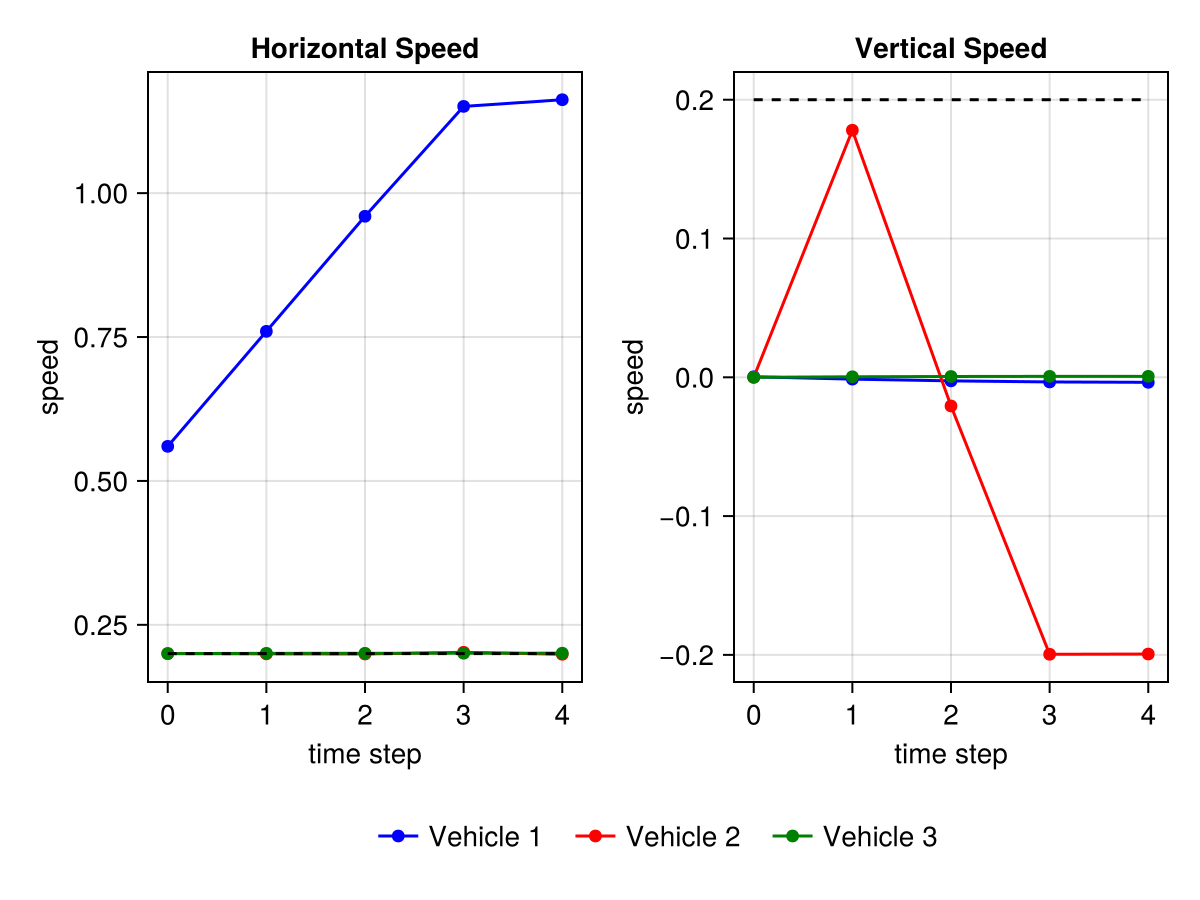 Horizontal Speed
speed
1.00
0.75
0.50
0.25
0 1 2 3 4
time step
Vertical Speed
speed
0.2
0.1
0.0
−0.1
−0.2
0 1 2 3 4
time step
Vehicle 1 Vehicle 2 Vehicle 3